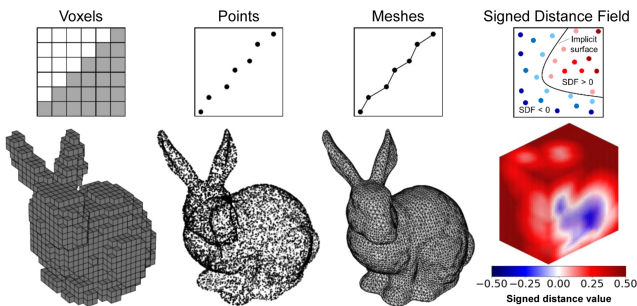 Voxels
Points
Meshes
Signed Distance Field
Implicit
surface
SDF > 0
SDF < 0
−0.50 −0.25 0.00 0.25 0.50
Signed distance value